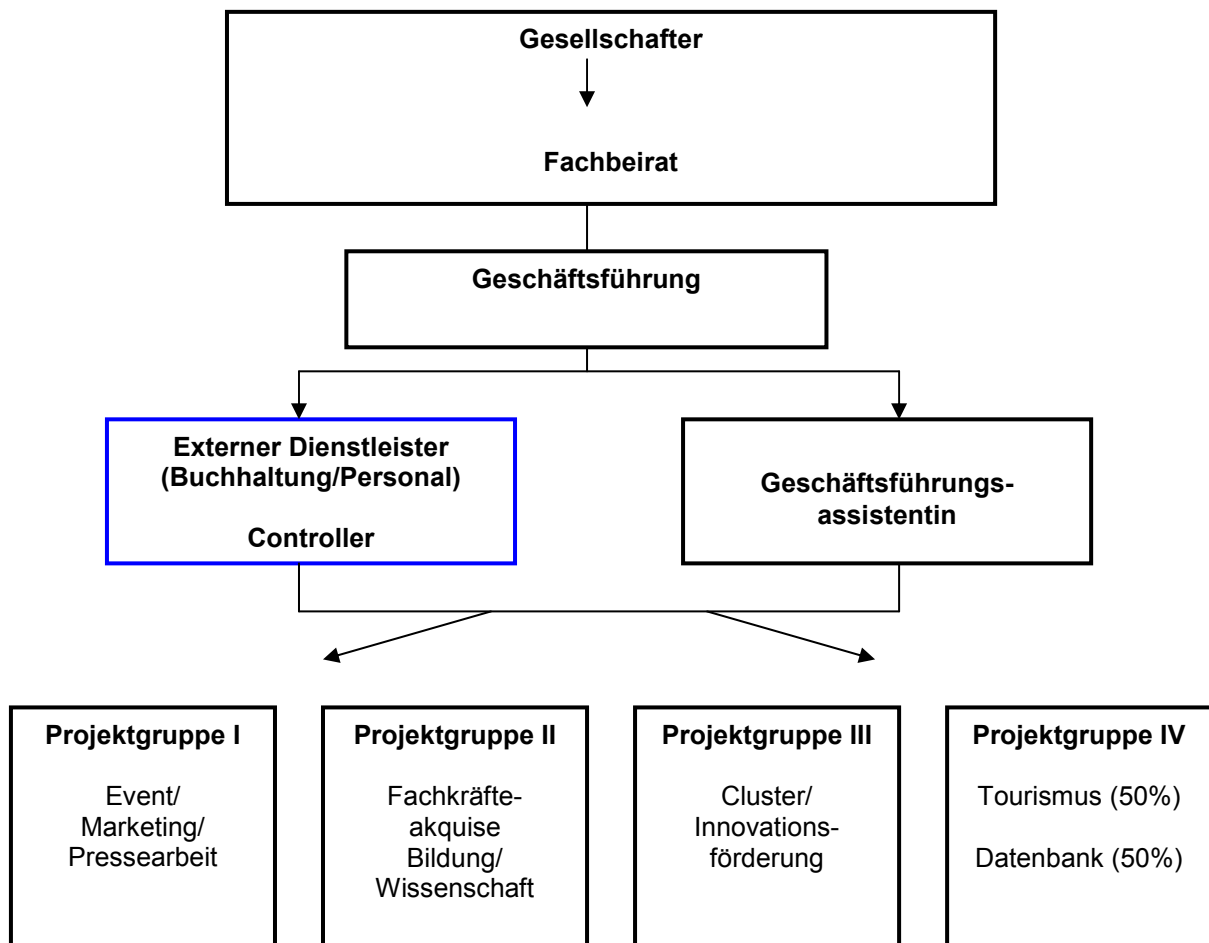 Gesellschafter
Fachbeirat
Geschäftsführung
Externer Dienstleister
(Buchhaltung/Personal)
Controller
Geschäftsführungs-
assistentin
Projektgruppe I
Event/
Marketing/
Pressearbeit
Projektgruppe II
Fachkräfte-
akquise
Bildung/
Wissenschaft
Projektgruppe III
Cluster/
Innovations-
förderung
Projektgruppe IV
Tourismus (50%)
Datenbank (50%)